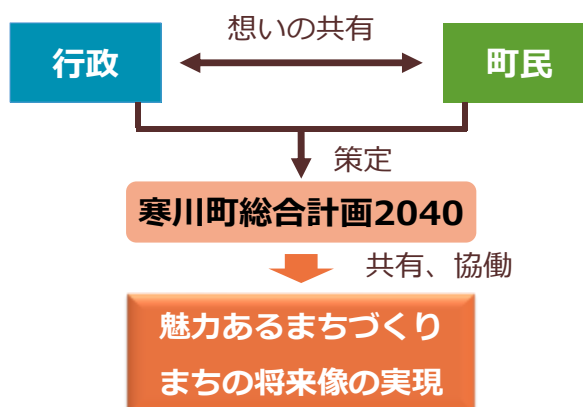 想いの共有
行政
町民
策定
寒川町総合計画2040
共有、協働
魅力あるまちづくり
まちの将来像の実現